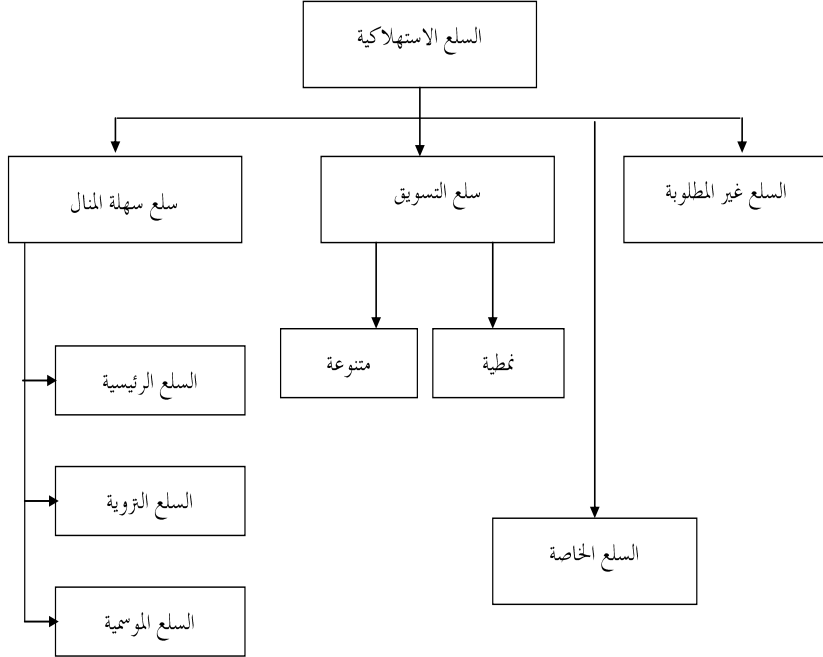 السلع الاستهلاكية
السلع غير المطلوبة
سلع التسويق
سلع سهلة المنال
نمطية
متنوعة
السلع الرئيسية
السلع النزوية
السلع الخاصة
السلع الموسمية